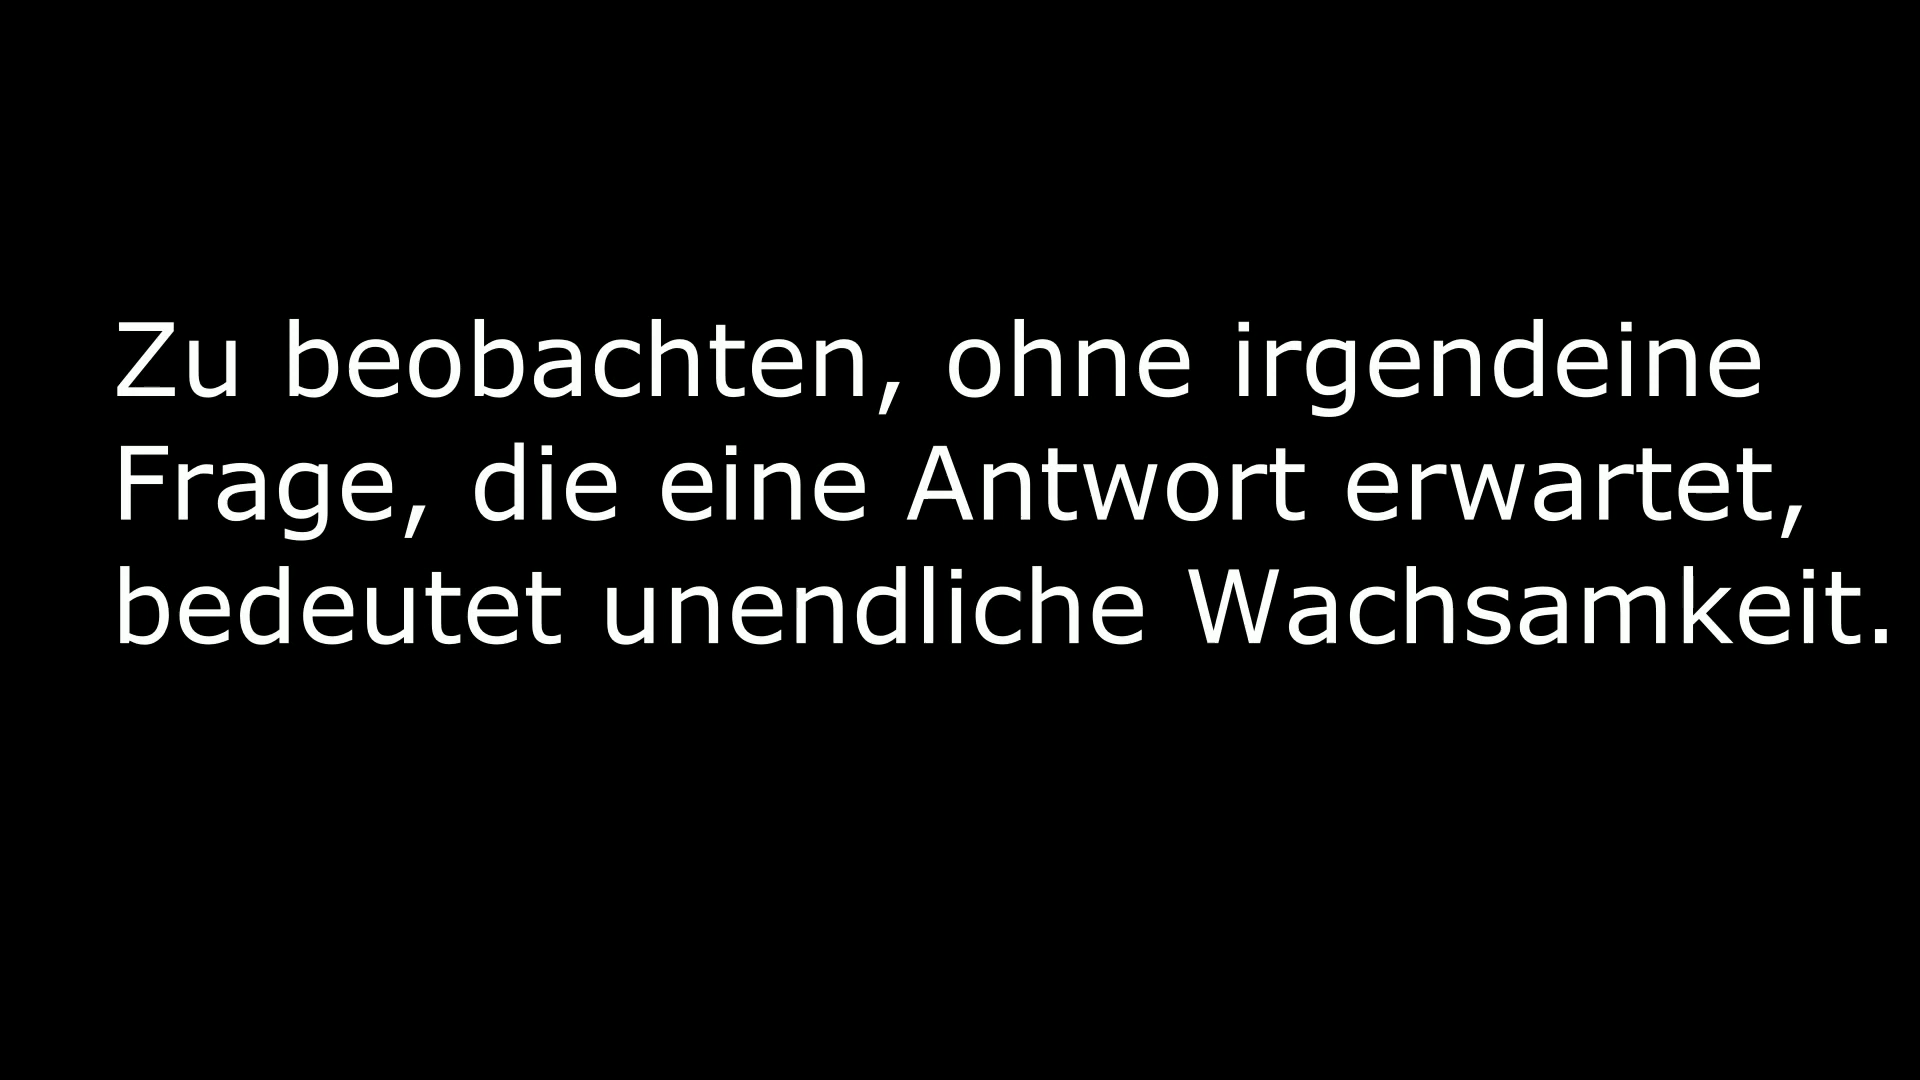 Zu beobachten, ohne irgendeine
Frage, die eine Antwort erwartet,
bedeutet unendliche Wachsamkeit.